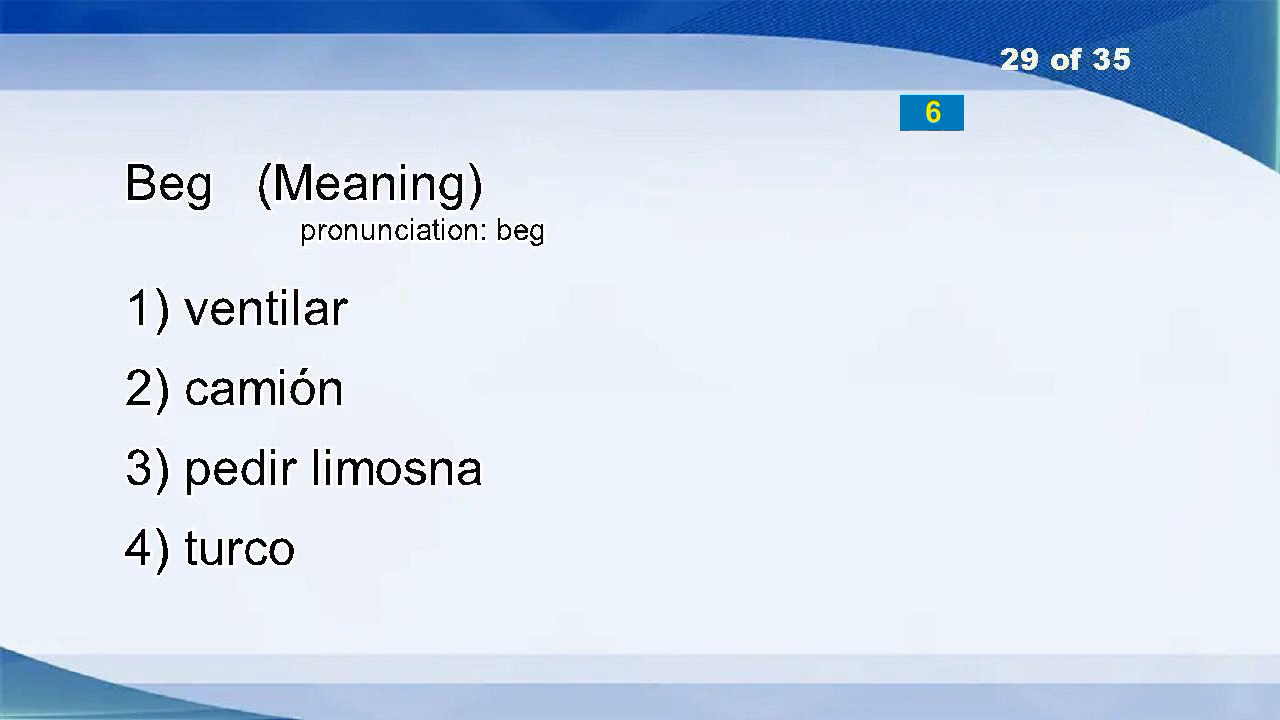 29 of 35
6
Beg (Meaning)
pronunciation: beg
1) ventilar
2) camión
3) pedir limosna
4) turco